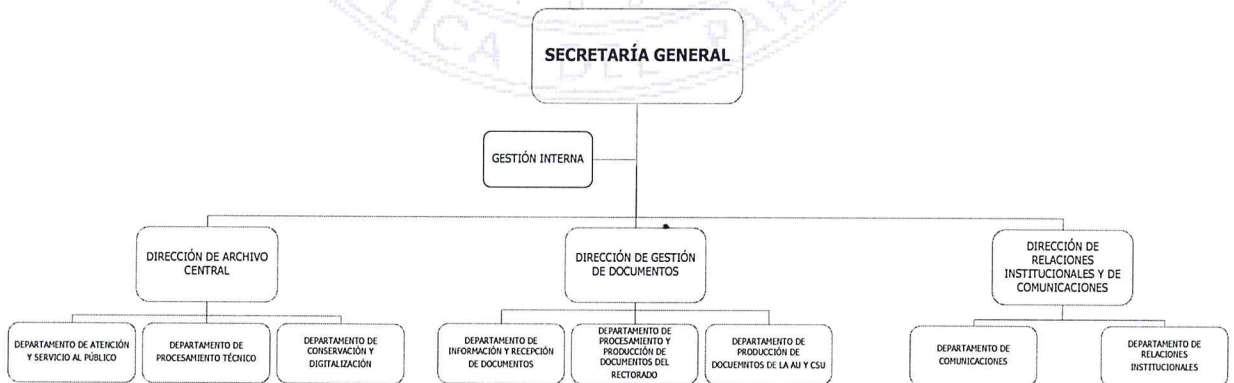 SECRETARÍA GENERAL
GESTIÓN INTERNA
DIRECCIÓN DE ARCHIVO
CENTRAL
DIRECCIÓN DE GESTIÓN
DE DOCUMENTOS
DIRECCIÓN DE
RELACIONES
INSTITUCIONALES Y DE
COMUNICACIONES
DEPARTAMENTO DE ATENCIÓN
Y SERVICIO AL PÚBLICO
DEPARTAMENTO DE
PROCESAMIENTO TÉCNICO
DEPARTAMENTO DE
CONSERVACIÓN Y
DIGITALIZACIÓN
DEPARTAMENTO DE
INFORMACIÓN Y RECEPCIÓN
DE DOCUMENTOS
DEPARTAMENTO DE
PROCESAMIENTO Y
PRODUCCIÓN DE
DOCUMENTOS DEL
RECTORADO
DEPARTAMENTO DE
PRODUCCIÓN DE
DOCUEMNTOS DE LA AU Y CSU
DEPARTAMENTO DE
COMUNICACIONES
DEPARTAMENTO DE
RELACIONES
INSTITUCIONALES